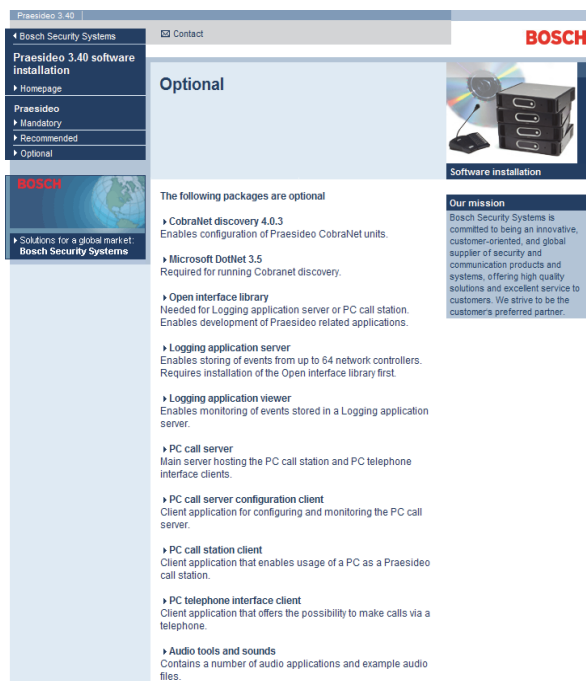 Praesideo 3.40
Bosch Security Systems
Contact
BOSCH
Praesideo 3.40 software
installation
Homepage
Praesideo
Mandatory
Recommended
Optional
BOSCH
Solutions for a global market:
Bosch Security Systems
Optional
The following packages are optional
CobraNet discovery 4.0.3
Enables configuration of Praesideo CobraNet units.
Microsoft DotNet 3.5
Required for running Cobranet discovery.
Open interface library
Needed for Logging application server or PC call station.
Enables development of Praesideo related applications.
Logging application server
Enables storing of events from up to 64 network controllers.
Requires installation of the Open interface library first.
Logging application viewer
Enables monitoring of events stored in a Logging application
server.
PC call server
Main server hosting the PC call station and PC telephone
interface clients.
PC call server configuration client
Client application for configuring and monitoring the PC call
server.
PC call station client
Client application that enables usage of a PC as a Praesideo
call station.
PC telephone interface client
Client application that offers the possibility to make calls via a
telephone.
Audio tools and sounds
Contains a number of audio applications and example audio
files.
Software installation
Our mission
Bosch Security Systems is
committed to being an innovative,
customer-oriented, and global
supplier of security and
communication products and
systems, offering high quality
solutions and excellent service to
customers. We strive to be the
customer's preferred partner.